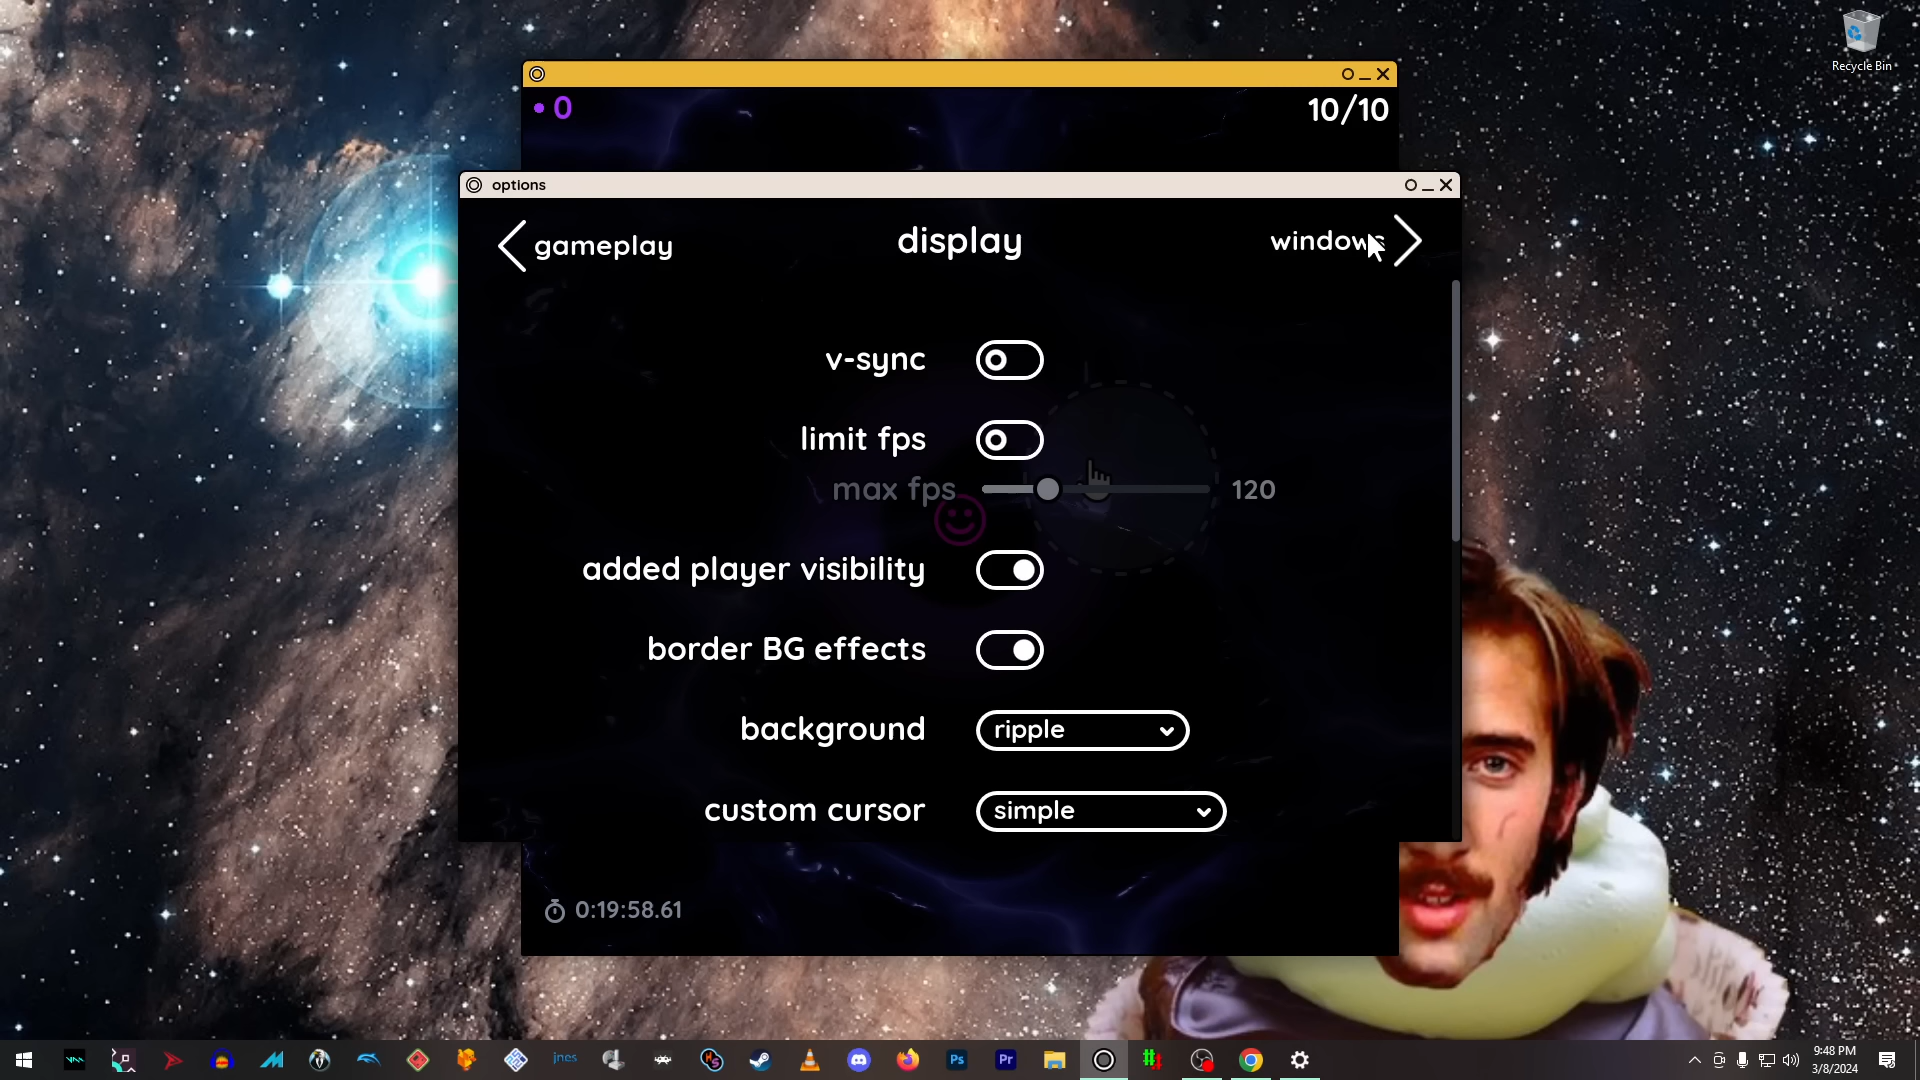 Recycle Bin
0
10/10
options
gameplay
display
windows
v-sync
limit fps
max fps
120
added player visibility
border BG effects
background
ripple
custom cursor
simple
0:19:58.61
jnes
Ps
Pr
9:48 PM
3/8/2024